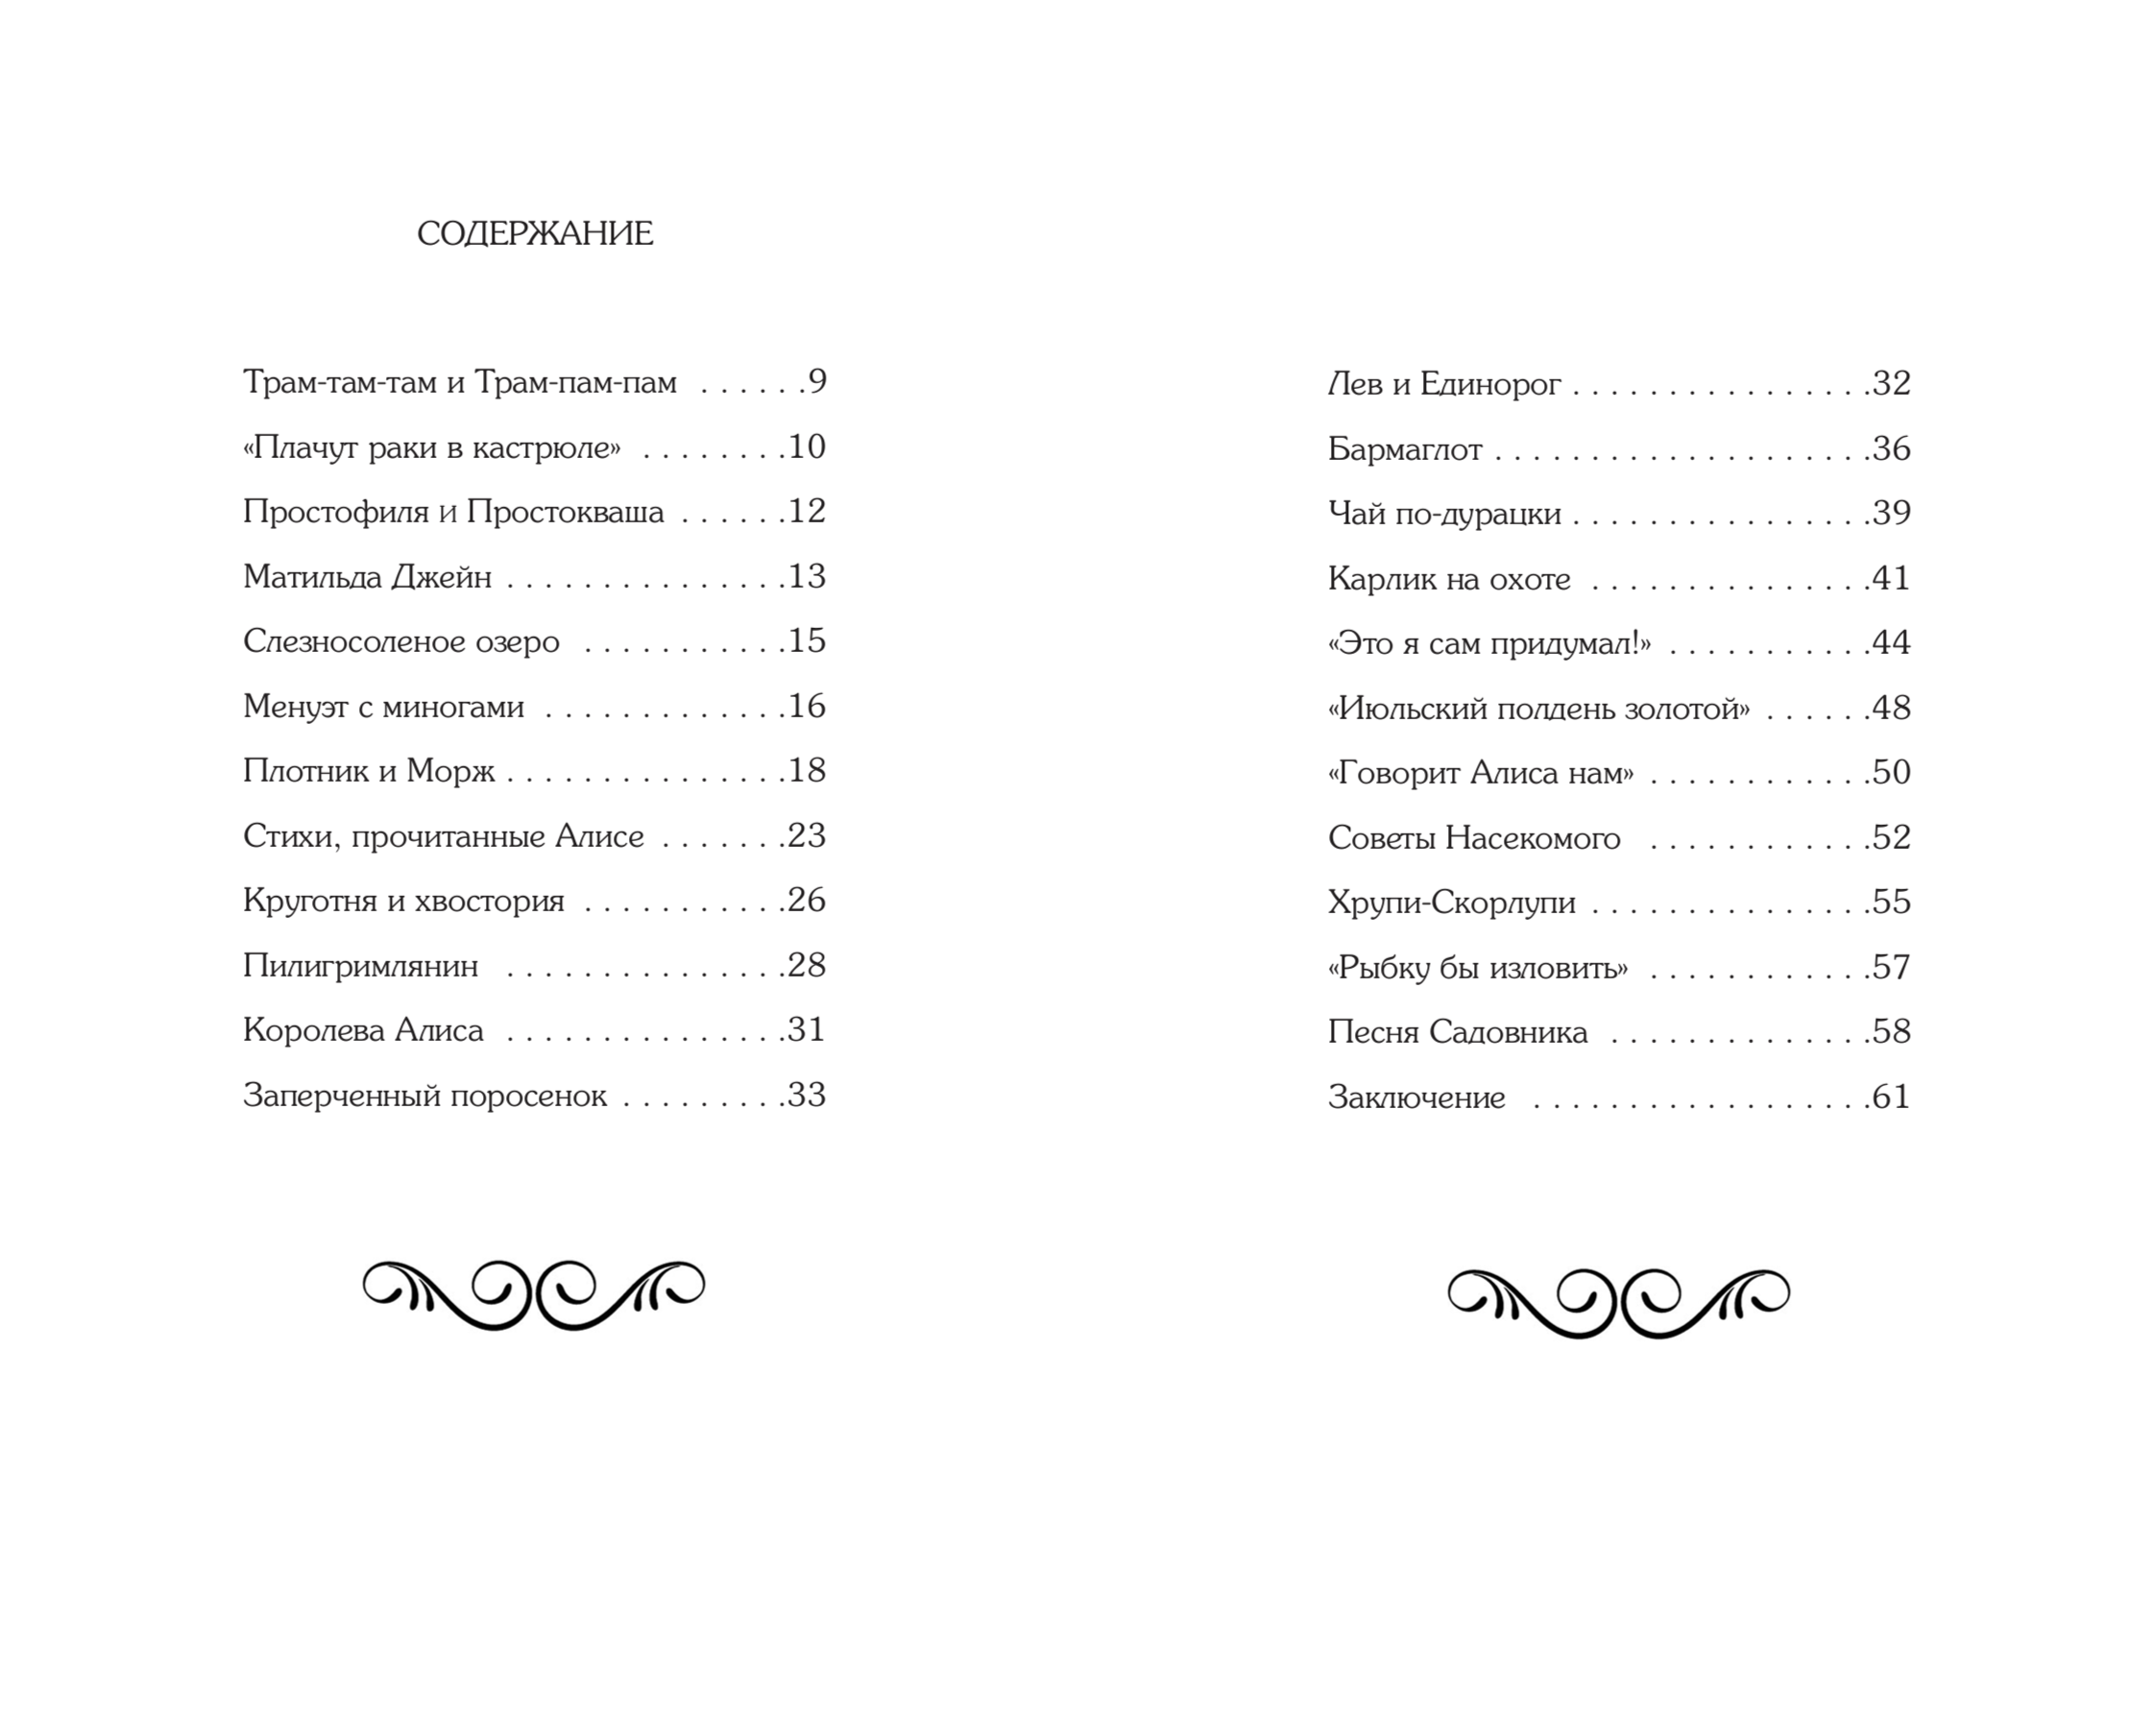 СОДЕРЖАНИЕ
Трам-там-там и Трам-пам-пам . . . . . .9
«Плачут раки в кастрюле» . . . . . . . .10
Простофиля и Простокваша . . . . . .12
Матильда Джейн . . . . . . . . . . . . . . .13
Слезносоленое озеро . . . . . . . . . . .15
Менуэт с миногами . . . . . . . . . . . . .16
Плотник и Морж . . . . . . . . . . . . . . .18
Стихи, прочитанные Алисе . . . . . . .23
Круготня и хвостория . . . . . . . . . . .26
Пилигримлянин . . . . . . . . . . . . . . .28
Королева Алиса . . . . . . . . . . . . . . .31
Заперченный поросенок . . . . . . . . .33
Лев и Единорог . . . . . . . . . . . . . . . .32
Бармаглот . . . . . . . . . . . . . . . . . . . .36
Чай по-дурацки . . . . . . . . . . . . . . . .39
Карлик на охоте . . . . . . . . . . . . . . .41
«Это я сам придумал!» . . . . . . . . . . .44
«Июльский полдень золотой» . . . . . .48
«Говорит Алиса нам» . . . . . . . . . . . .50
Советы Насекомого . . . . . . . . . . . .52
Хрупи-Скорлупи . . . . . . . . . . . . . . .55
«Рыбку бы изловить» . . . . . . . . . . . .57
Песня Садовника . . . . . . . . . . . . . .58
Заключение . . . . . . . . . . . . . . . . . .61